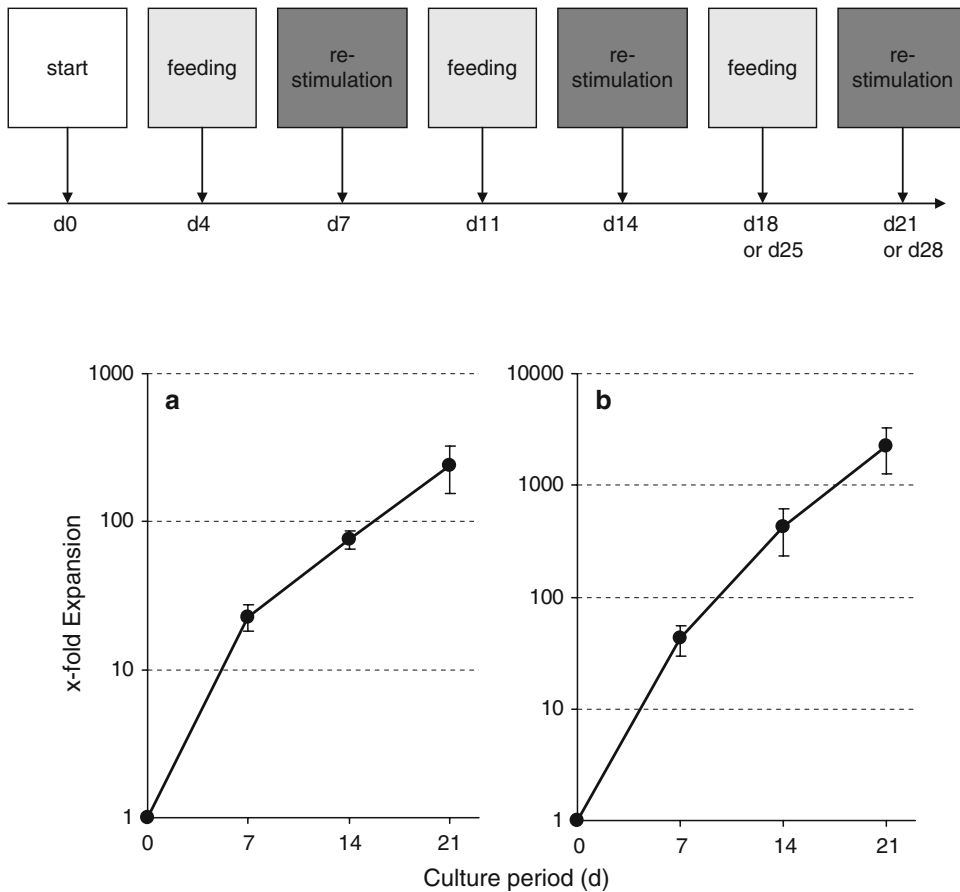 start
feeding
re-
stimulation
feeding
re-
stimulation
feeding
re-
stimulation
d0
d4
d7
d11
d14
d18
or d25
d21
or d28
x-fold Expansion
a
1000
100
10
1
0
7
14
21
b
10000
1000
100
10
1
0
7
14
21
Culture period (d)